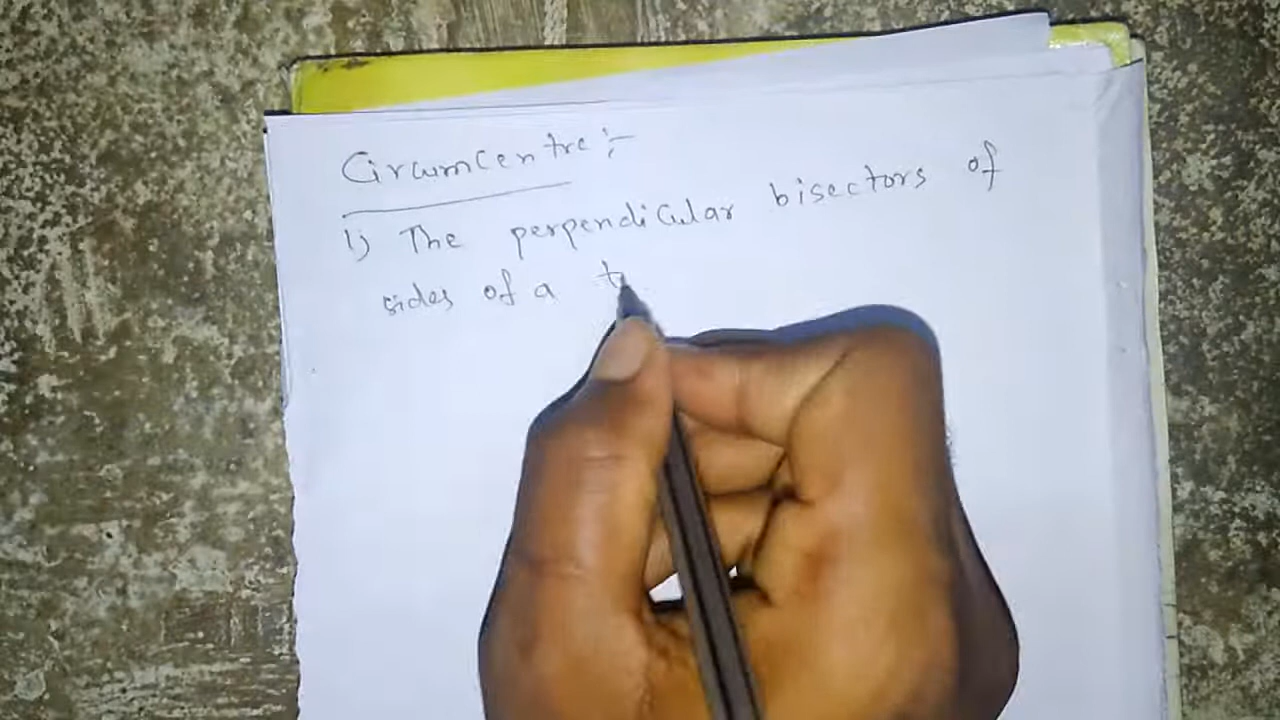 Circumcentre :-
1) The perpendicular bisectors of
sides of a t